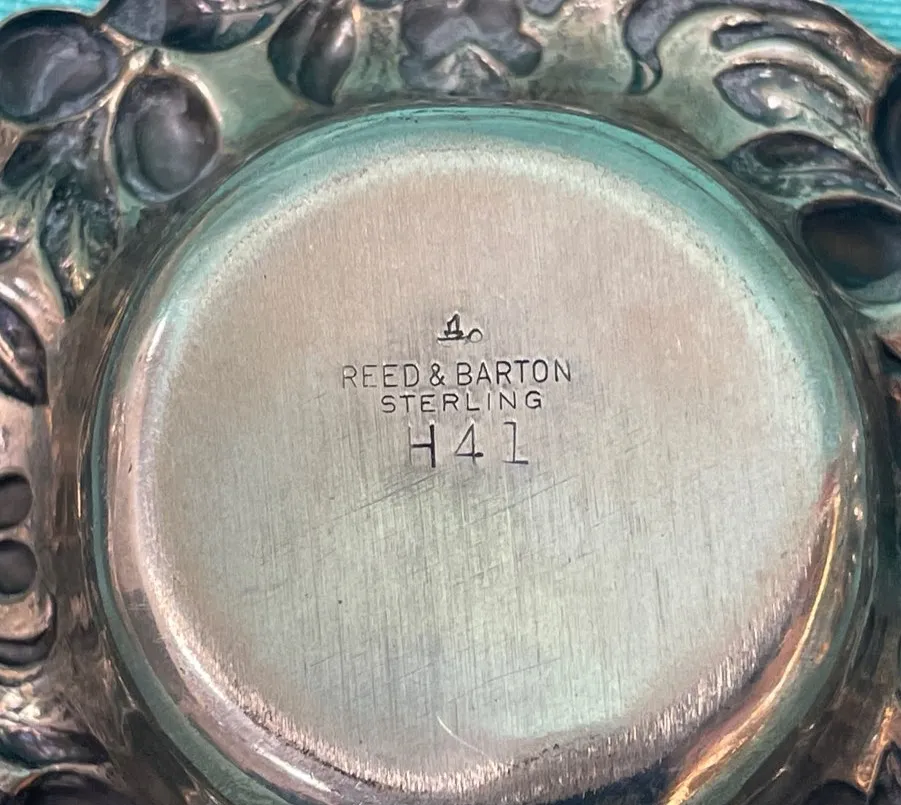 REED & BARTON
STERLING
H41